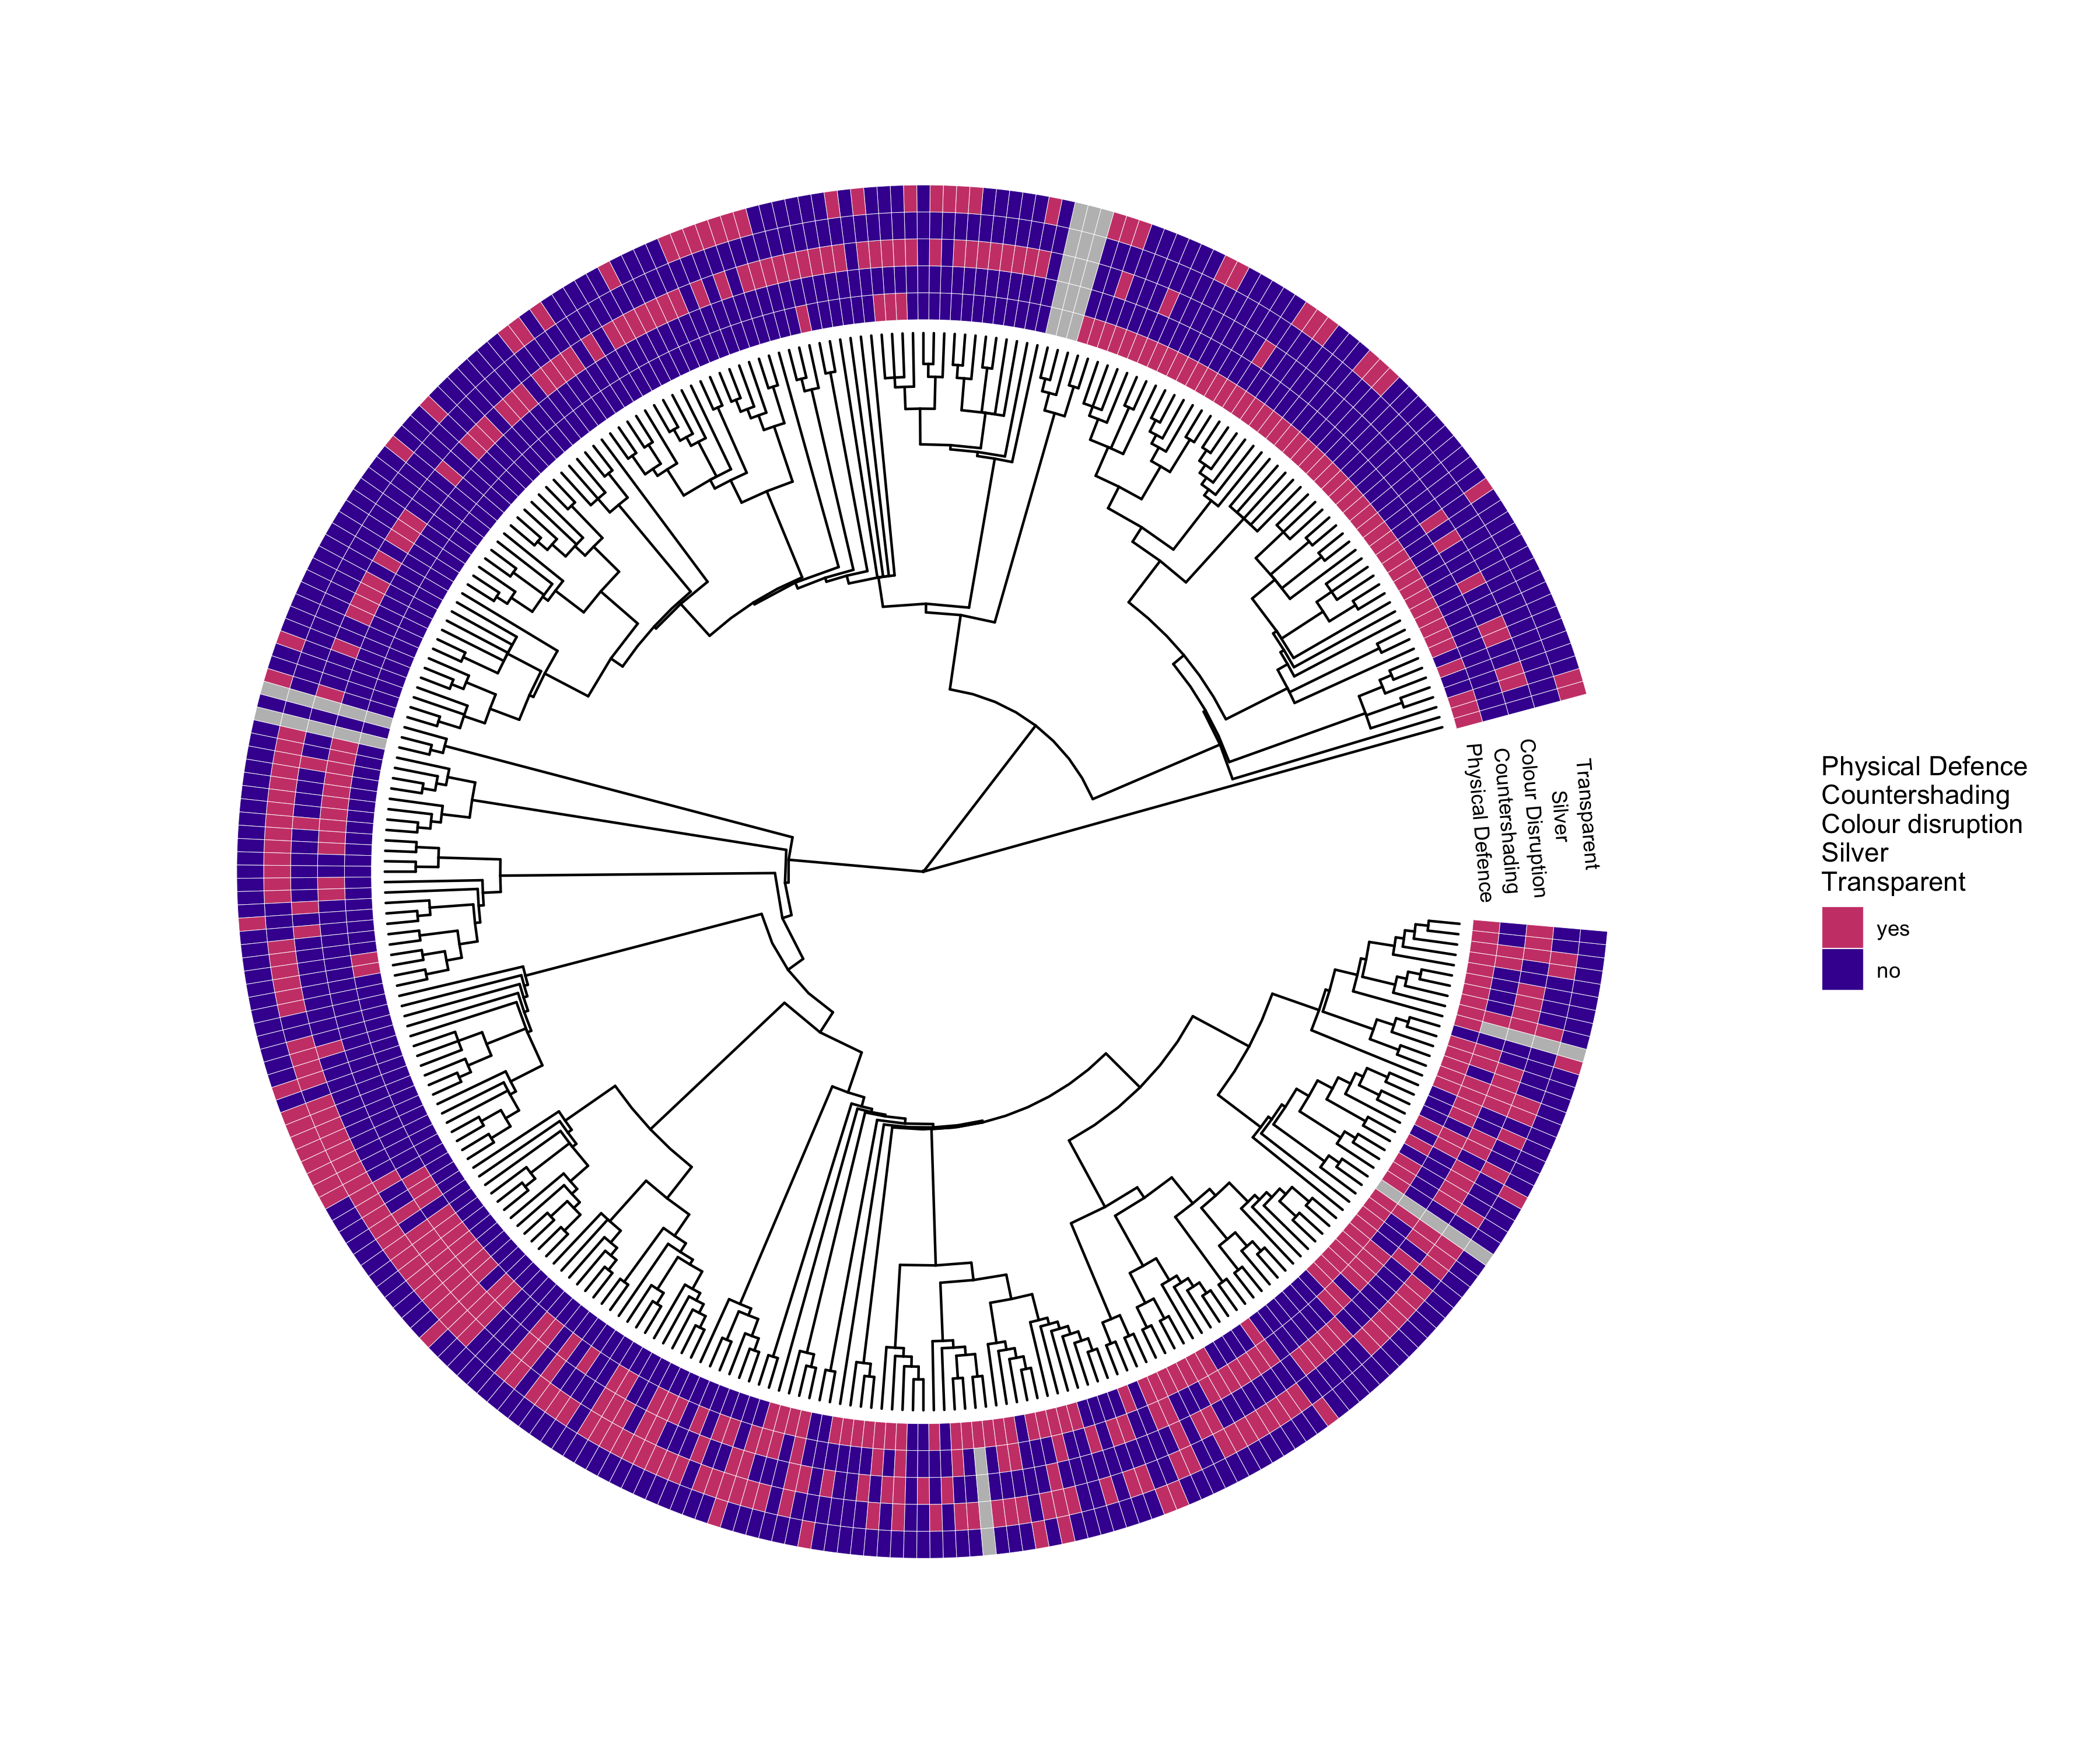 Physical Defence
Countershading
Colour Disruption
Silver
Transparent
Physical Defence
Countershading
Colour disruption
Silver
Transparent
yes
no